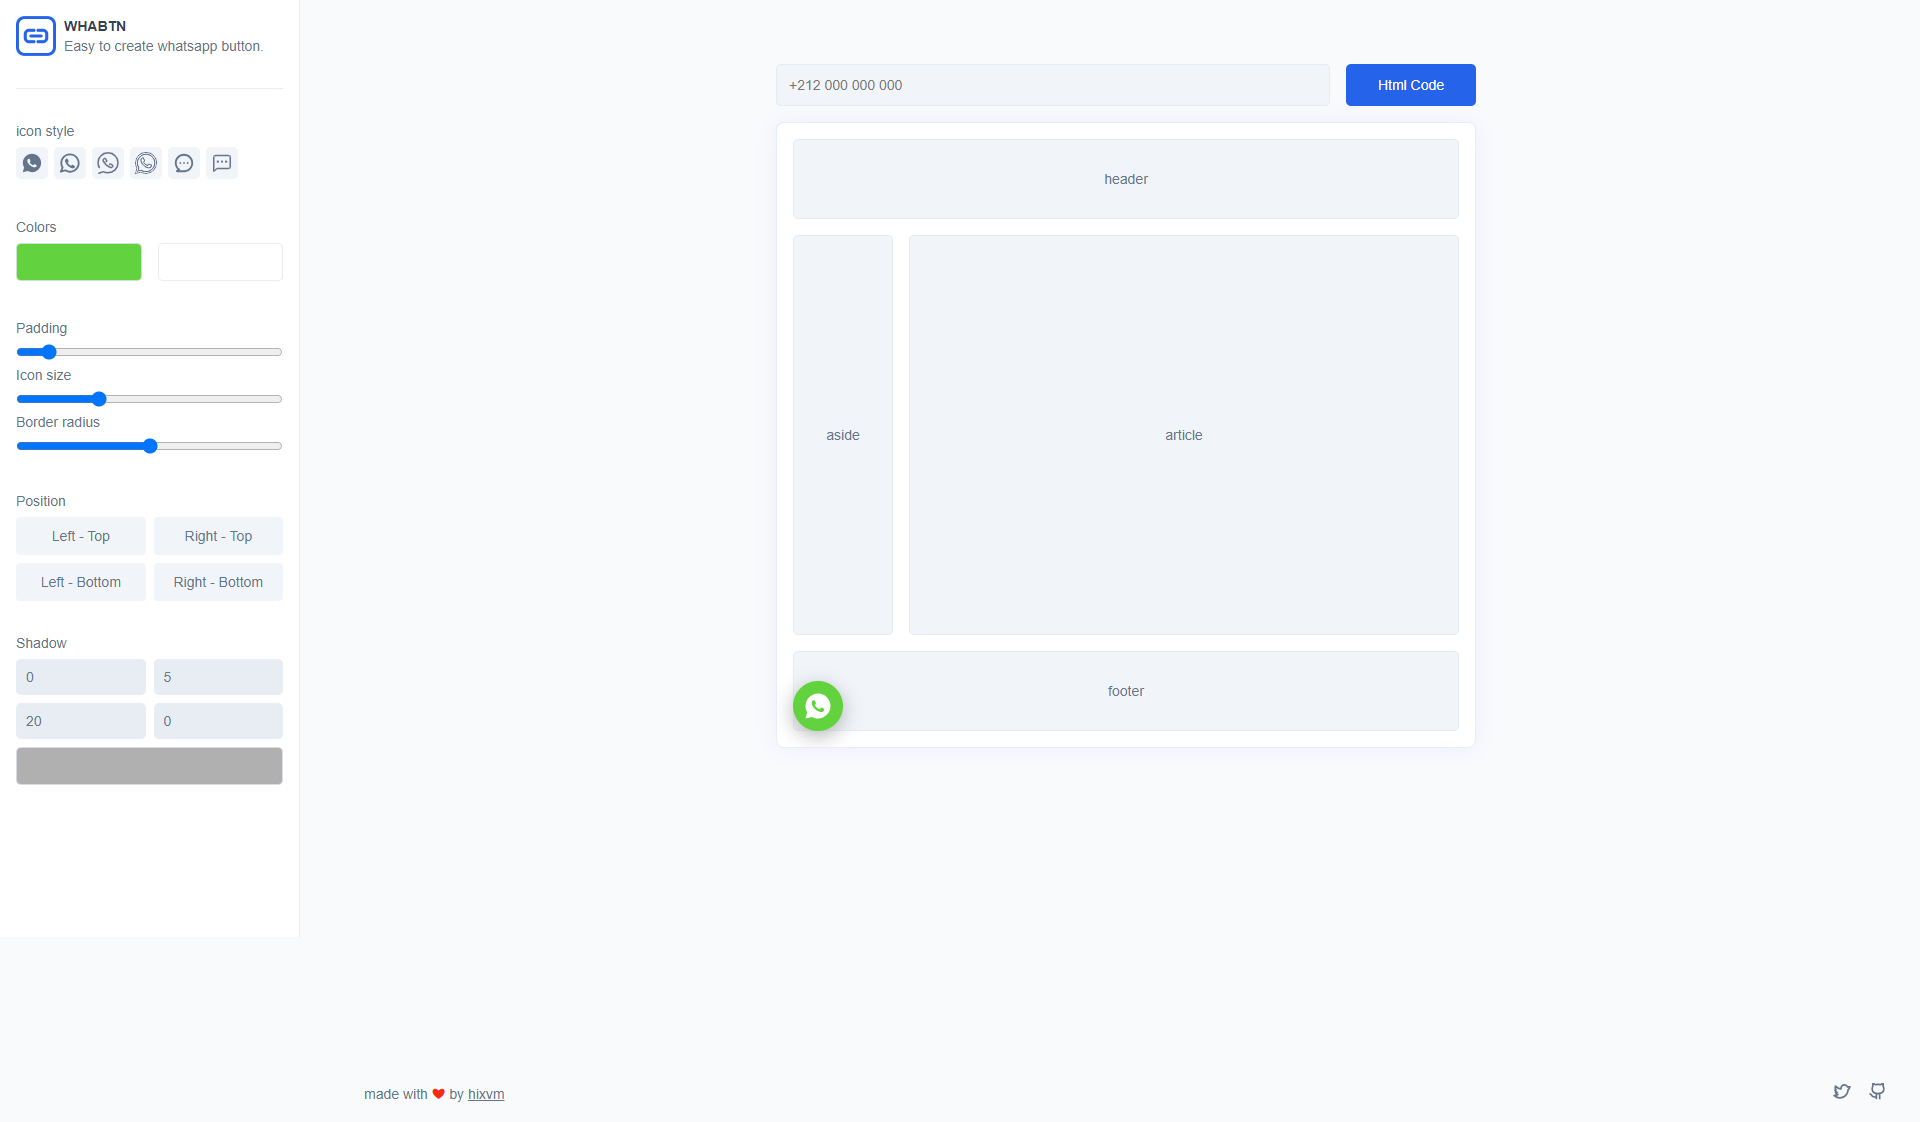 WHABTN
Easy to create whatsapp button.
icon style
Colors
Padding
Icon size
Border radius
Position
Left - Top
Right - Top
Left - Bottom
Right - Bottom
Shadow
0
5
20
0
+212 000 000 000
Html Code
header
aside
article
footer
made with ❤ by hixvm